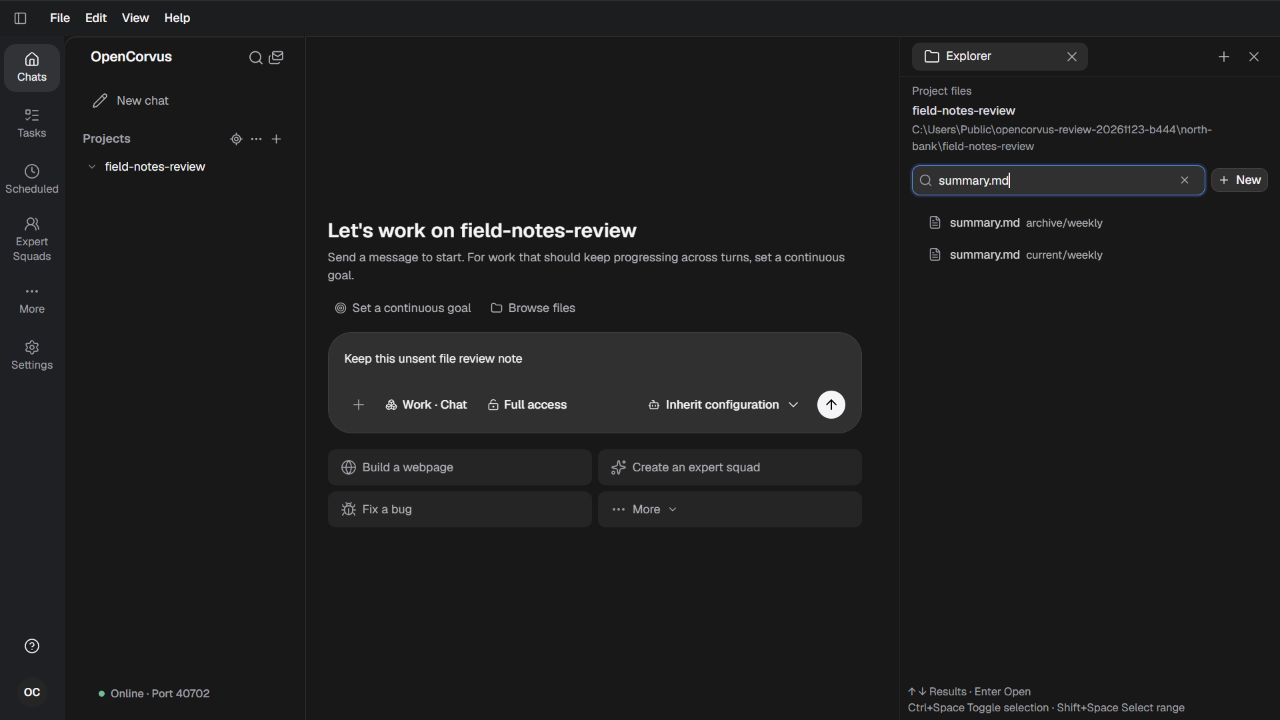 File Edit View Help
Chats
Tasks
Scheduled
Expert
Squads
More
Settings
OC
OpenCorvus
New chat
Projects
field-notes-review
Online · Port 40702
Let's work on field-notes-review
Send a message to start. For work that should keep progressing across turns, set a continuous
goal.
Set a continuous goal Browse files
Keep this unsent file review note
Work · Chat Full access Inherit configuration
Build a webpage Create an expert squad
Fix a bug More
Explorer
Project files
field-notes-review
C:\Users\Public\opencorvus-review-20261123-b444\north-
bank\field-notes-review
summary.md New
summary.md archive/weekly
summary.md current/weekly
↑↓ Results · Enter Open
Ctrl+Space Toggle selection · Shift+Space Select range